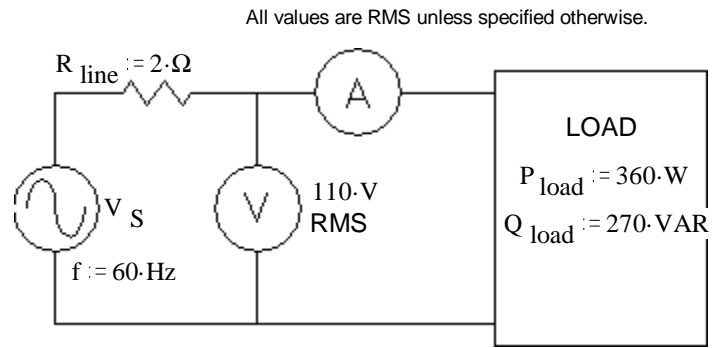 All values are RMS unless specified otherwise.
R line := 2·Ω
A
LOAD
P load := 360·W
Q load := 270·VAR
V S
V
110·V
RMS
f := 60·Hz